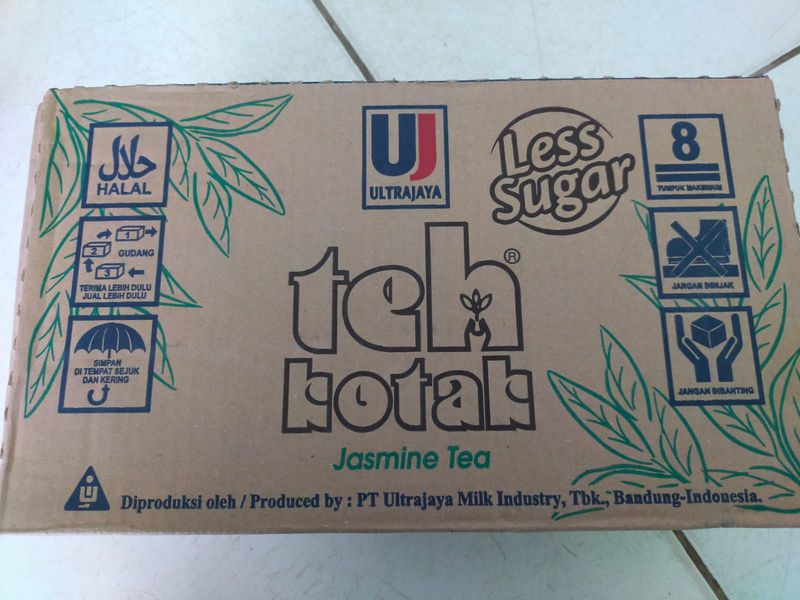 حلال
HALAL
1
2
3
GUDANG
TERIMA LEBIH DULU
JUAL LEBIH DULU
SIMPAN
DI TEMPAT SEJUK
DAN KERING
UJ
ULTRAJAYA
Less
Sugar
8
TUMPUK MAKSIMUM
JANGAN DIINJAK
JANGAN DIBANTING
teh®
kotak
Jasmine Tea
Diproduksi oleh / Produced by : PT Ultrajaya Milk Industry, Tbk., Bandung-Indonesia.